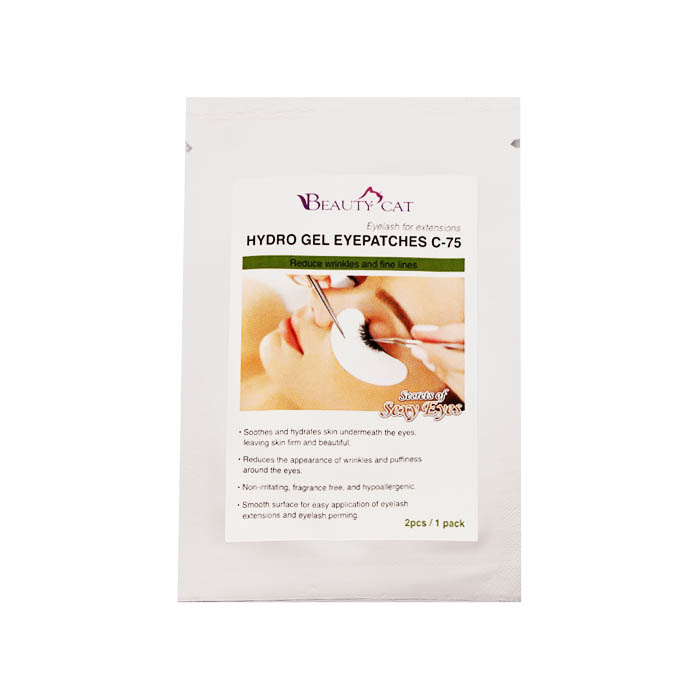 BEAUTY CAT
Eyelash for extensions
HYDRO GEL EYEPATCHES C-75
Reduce wrinkles and fine lines
Secrets of
Sexy Eyes
• Soothes and hydrates skin underneath the eyes,
leaving skin firm and beautiful.
• Reduces the appearance of wrinkles and puffiness
around the eyes.
• Non-irritating, fragrance free, and hypoallergenic.
• Smooth surface for easy application of eyelash
extensions and eyelash perming.
2pcs / 1 pack